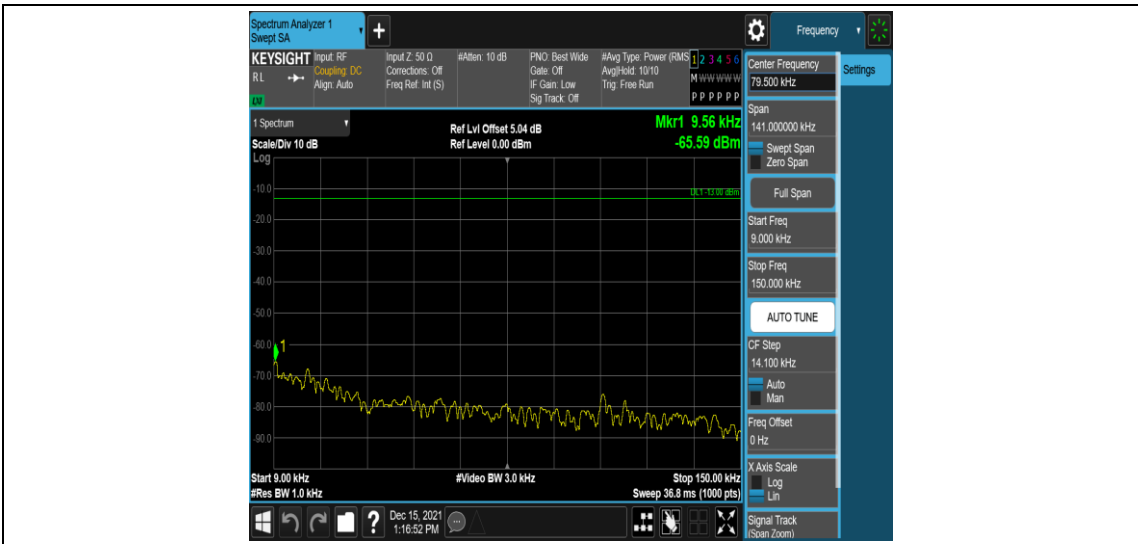 Spectrum Analyzer 1
Swept SA
+
Frequency
KEYSIGHT
RL
LXI
Input: RF
Coupling: DC
Align: Auto
Input Z: 50 Ω
Corrections: Off
Freq Ref: Int (S)
#Atten: 10 dB
PNO: Best Wide
Gate: Off
IF Gain: Low
Sig Track: Off
#Avg Type: Power (RMS
Avg|Hold: 10/10
Trig: Free Run
1 2 3 4 5 6
M W W W W W
P P P P P P
1 Spectrum
Scale/Div 10 dB
Log
Ref Lvl Offset 5.04 dB
Ref Level 0.00 dBm
Mkr1 9.56 kHz
-65.59 dBm
DL1 -13.00 dBm
-10.0
-20.0
-30.0
-40.0
-50.0
-60.0
-70.0
-80.0
-90.0
1
Start 9.00 kHz
#Res BW 1.0 kHz
#Video BW 3.0 kHz
Stop 150.00 kHz
Sweep 36.8 ms (1000 pts)
?
Dec 15, 2021
1:16:52 PM
Center Frequency
79.500 kHz
Span
141.000000 kHz
Swept Span
Zero Span
Full Span
Start Freq
9.000 kHz
Stop Freq
150.000 kHz
AUTO TUNE
CF Step
14.100 kHz
Auto
Man
Freq Offset
0 Hz
X Axis Scale
Log
Lin
Signal Track
(Span Zoom)
Settings